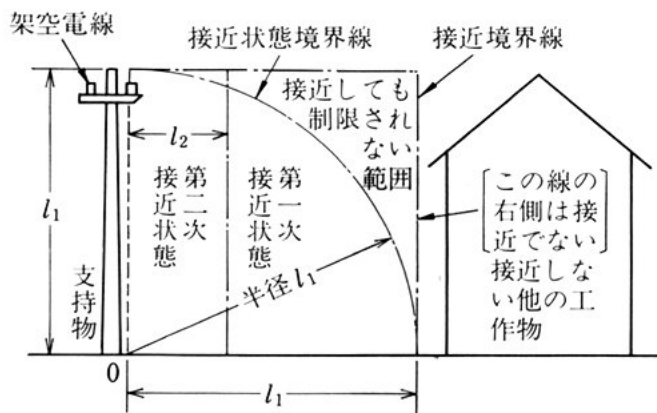 架空電線
接近状態境界線
接近境界線
接近しても
制限され
ない
範囲
l₂
l₁
第二次
接近状態
第一次
接近状態
この線の
右側は接
近でない
接近しな
い他の工
作物
支持物
半径l₁
0
l₁